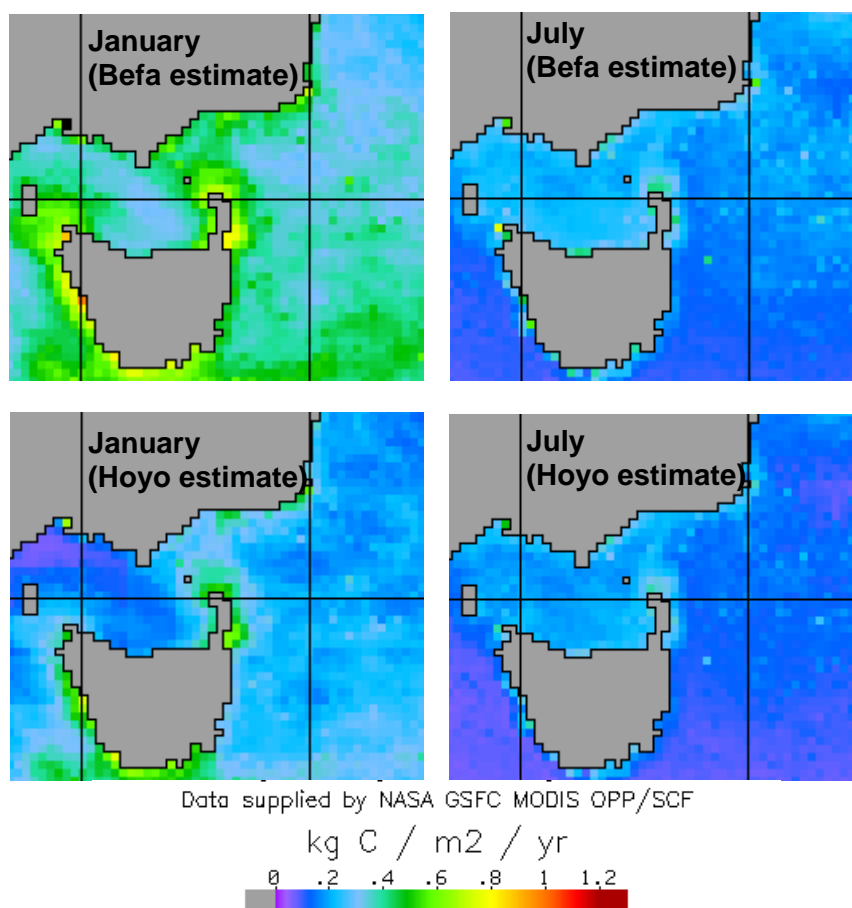 January
(Befa estimate)
July
(Befa estimate)
January
(Hoyo estimate)
July
(Hoyo estimate)
Data supplied by NASA GSFC MODIS OPP/SCF
kg C / m2 / yr
0 .2 .4 .6 .8 1 1.2